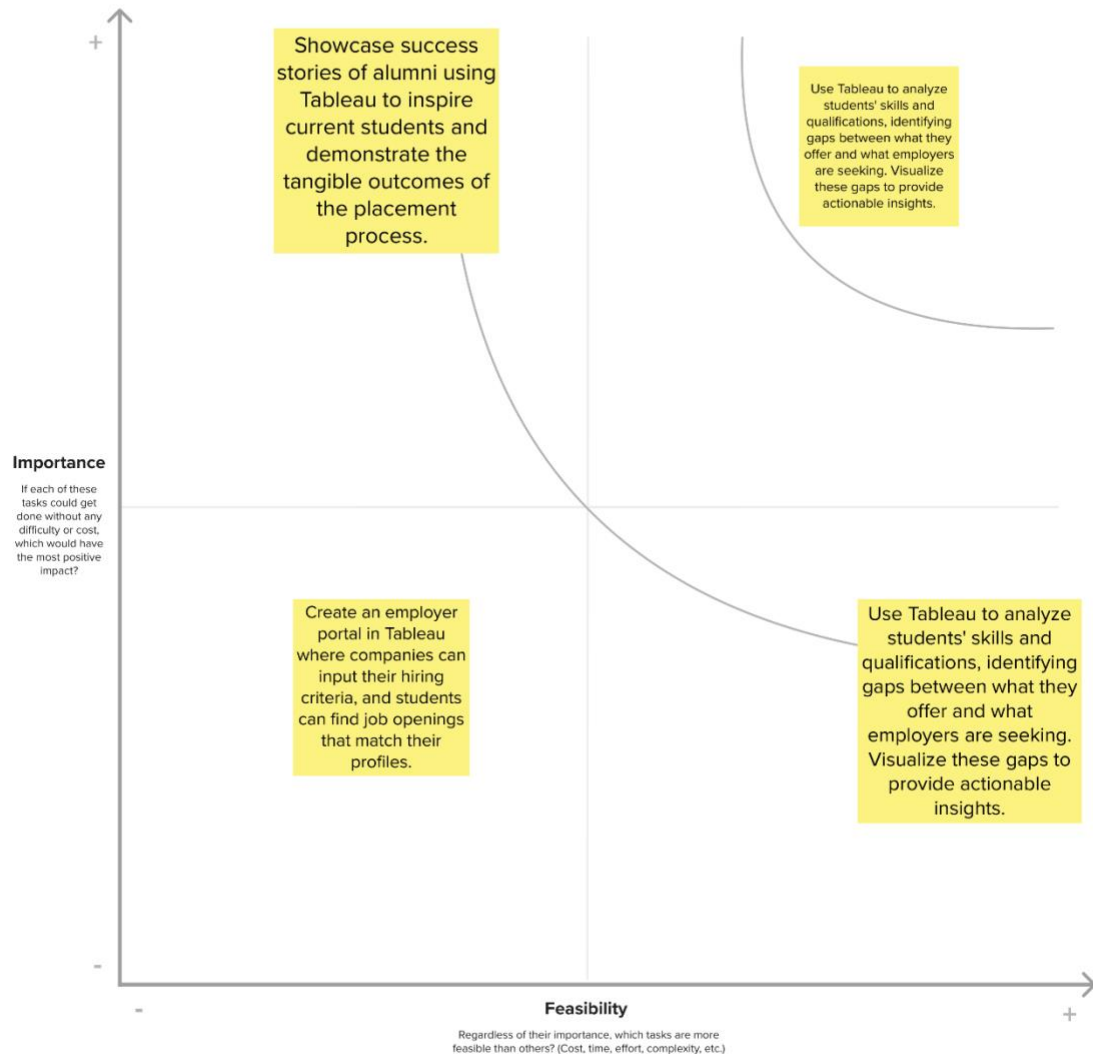 +
Showcase success
stories of alumni using
Tableau to inspire
current students and
demonstrate the
tangible outcomes of
the placement
process.
Use Tableau to analyze
students' skills and
qualifications, identifying
gaps between what they
offer and what employers
are seeking. Visualize
these gaps to provide
actionable insights.
Importance
If each of these
tasks could get
done without any
difficulty or cost,
which would have
the most positive
impact?
Create an employer
portal in Tableau
where companies can
input their hiring
criteria, and students
can find job openings
that match their
profiles.
Use Tableau to analyze
students' skills and
qualifications, identifying
gaps between what they
offer and what
employers are seeking.
Visualize these gaps to
provide actionable
insights.
-
-
Feasibility
+
Regardless of their importance, which tasks are more
feasible than others? (Cost, time, effort, complexity, etc.)